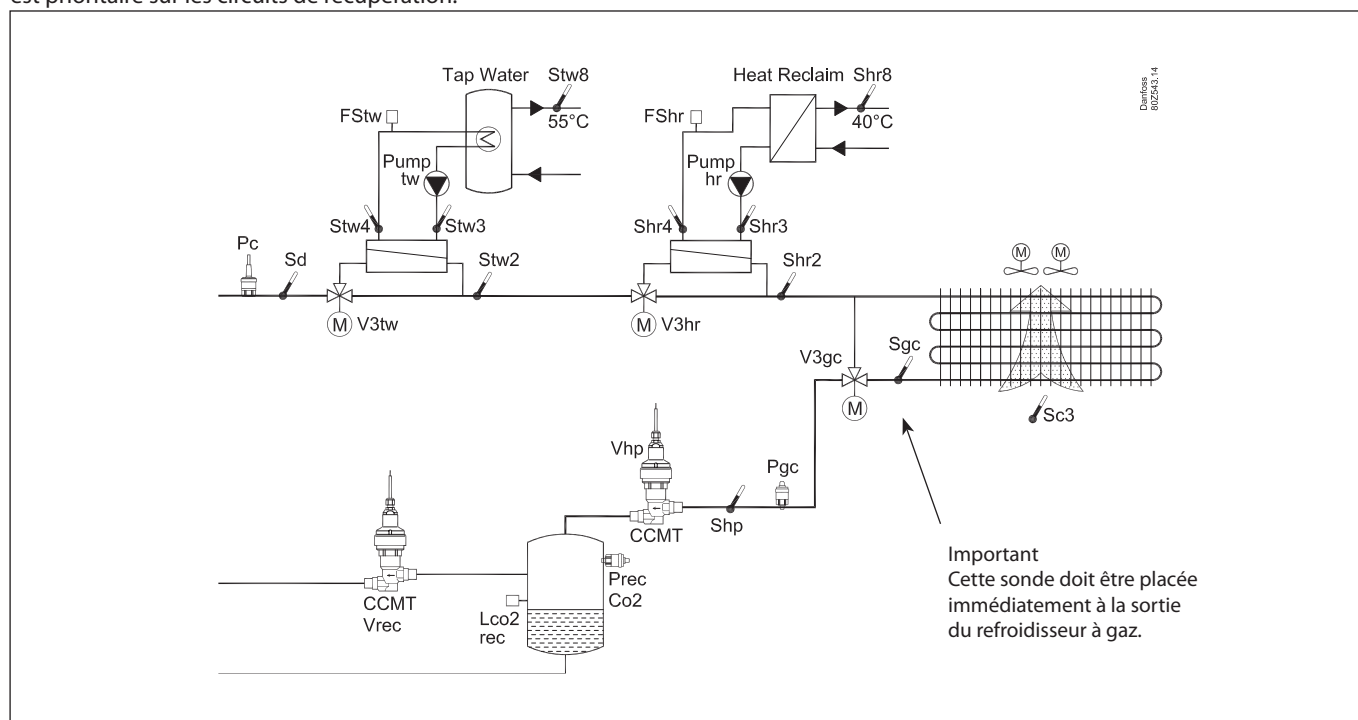 est prioritaire sur les circuits de récupération.
Danfoss
80Z543.14
Tap Water
Stw8
Heat Reclaim
Shr8
FStw
55°C
FShr
40°C
Pump
tw
Pump
hr
Stw4
Stw3
Shr4
Shr3
Pc
Sd
Stw2
Shr2
M
M
M
V3tw
M
V3hr
V3gc
Sgc
M
Sc3
Vhp
Pgc
CCMT
Shp
CCMT
Vrec
Prec
Co2
Lco2
rec
Important
Cette sonde doit être placée
immédiatement à la sortie
du refroidisseur à gaz.